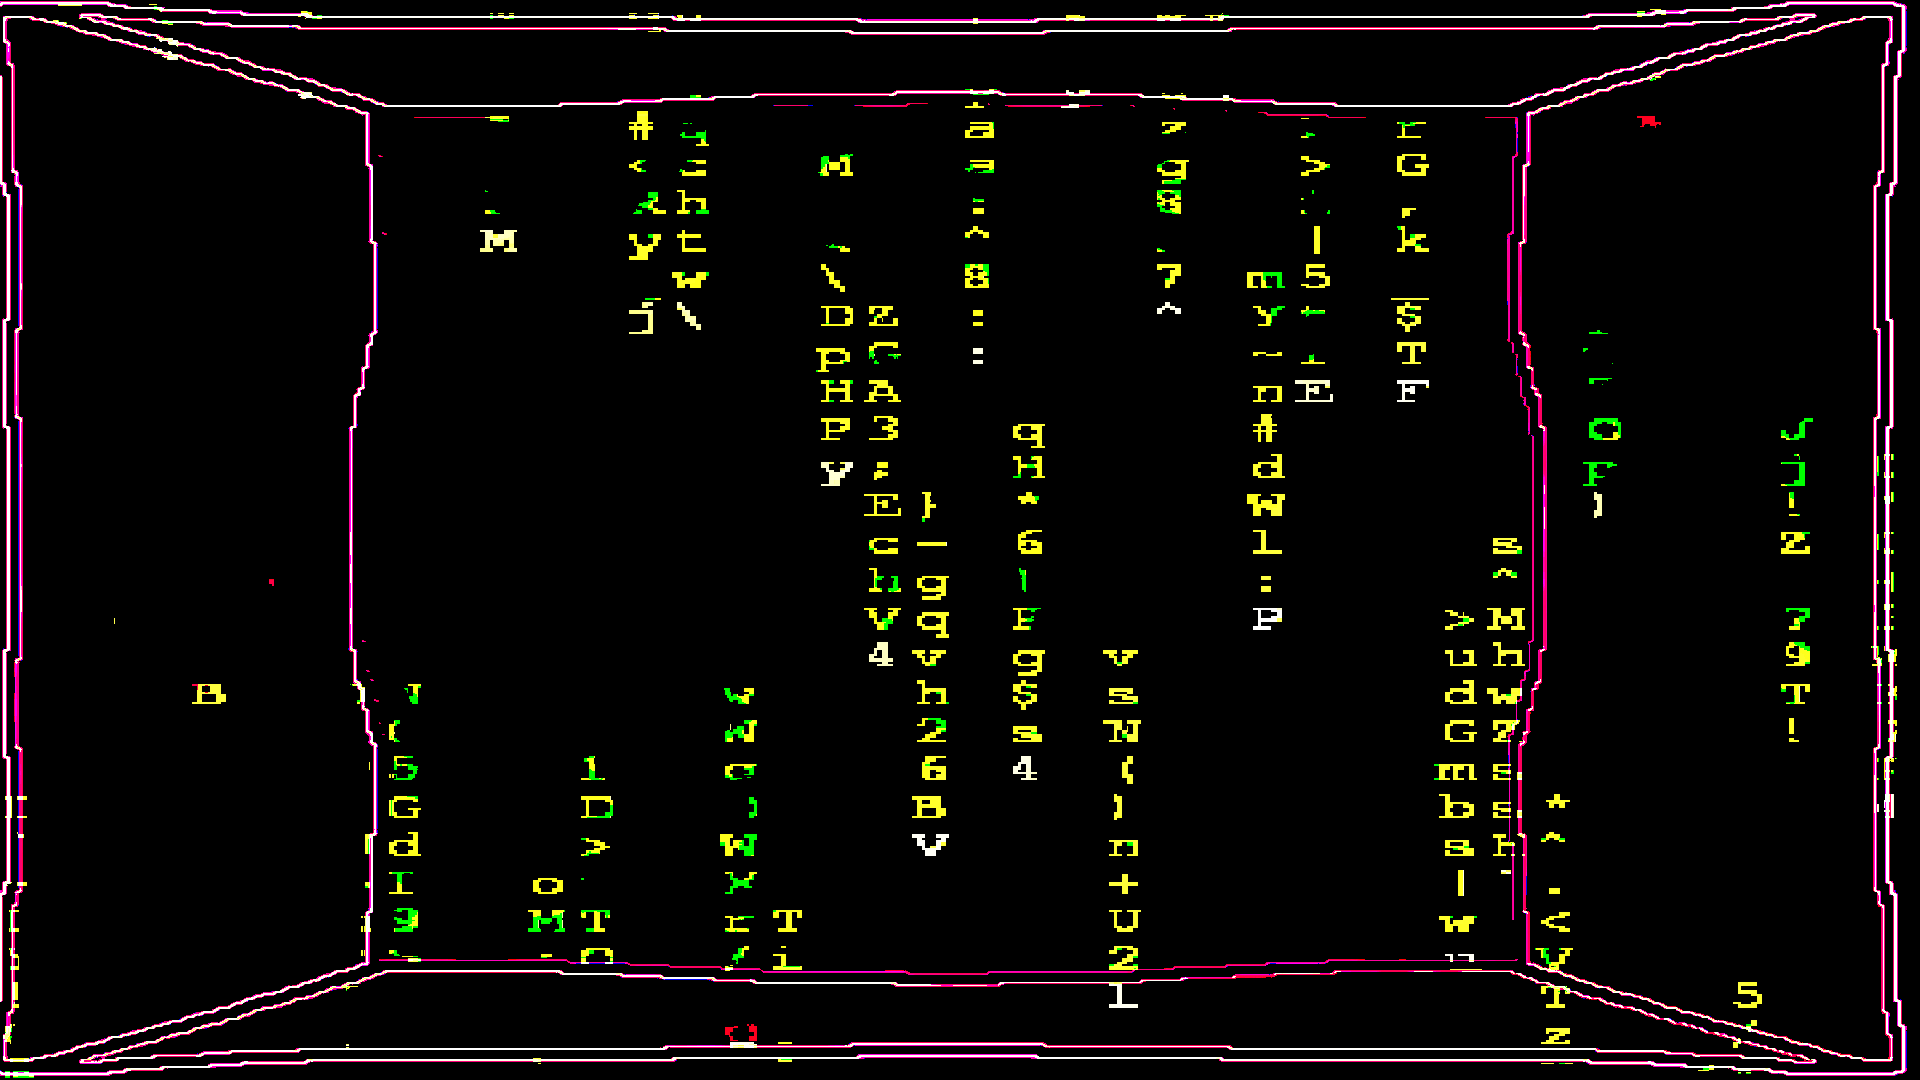 # a 7
M g > G
h 8
M y t ^ | k
w \ 8 7 m 5
j \ D Z : ^ y $
p : ~ T
H A n E F
P 3 q #
Y ; H d F J
E } * W ) !
c - 6 l s Z
h g : ^
V q F P > M 7
4 v g v u h 9
B w h $ s d w T
( W 2 s N G Z !
5 1 6 4 ( m s
G D ) B ) b s *
d > W V n s h ^
I o X + | -
9 M T r T U w <
i 2 V
1 T 5
z